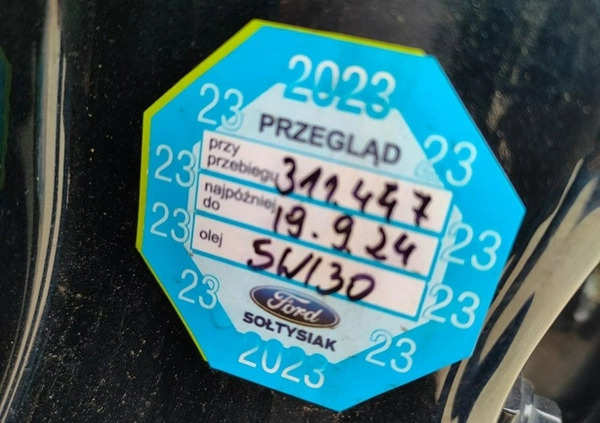 2023
23
23
PRZEGLĄD
23
przy
przebiegu 311.447
najpóźniej
do 19.9.24
23
23
olej 5W130
23
23
Ford
SOŁTYSIAK
23
2023